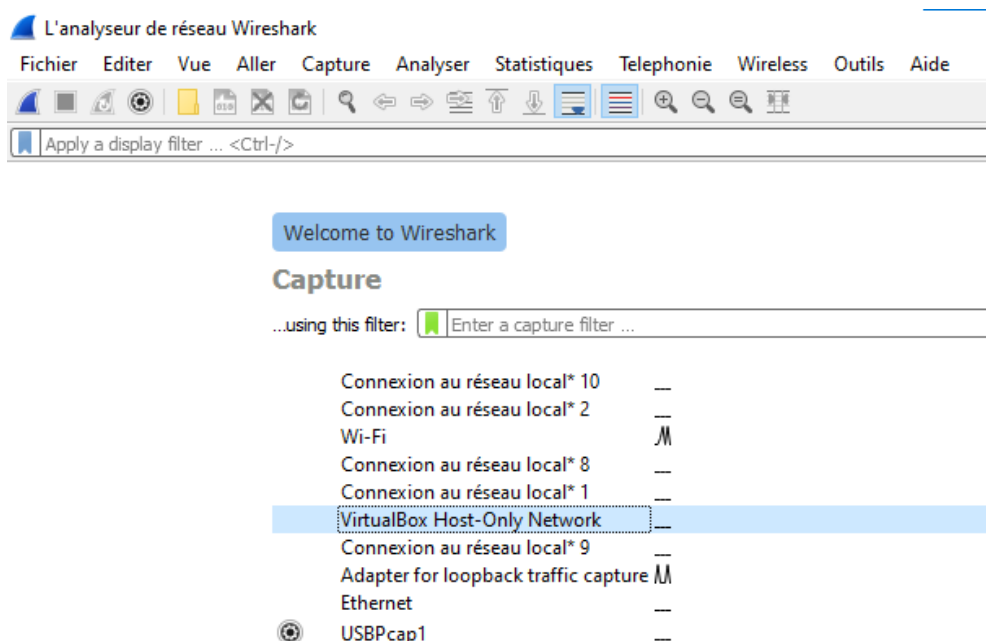 L'analyseur de réseau Wireshark
Fichier Editer Vue Aller Capture Analyser Statistiques Telephonie Wireless Outils Aide
Apply a display filter ... <Ctrl-/>
Welcome to Wireshark
Capture
...using this filter: Enter a capture filter ...
Connexion au réseau local* 10
Connexion au réseau local* 2
Wi-Fi
Connexion au réseau local* 8
Connexion au réseau local* 1
VirtualBox Host-Only Network
Connexion au réseau local* 9
Adapter for loopback traffic capture
Ethernet
USBPcap1